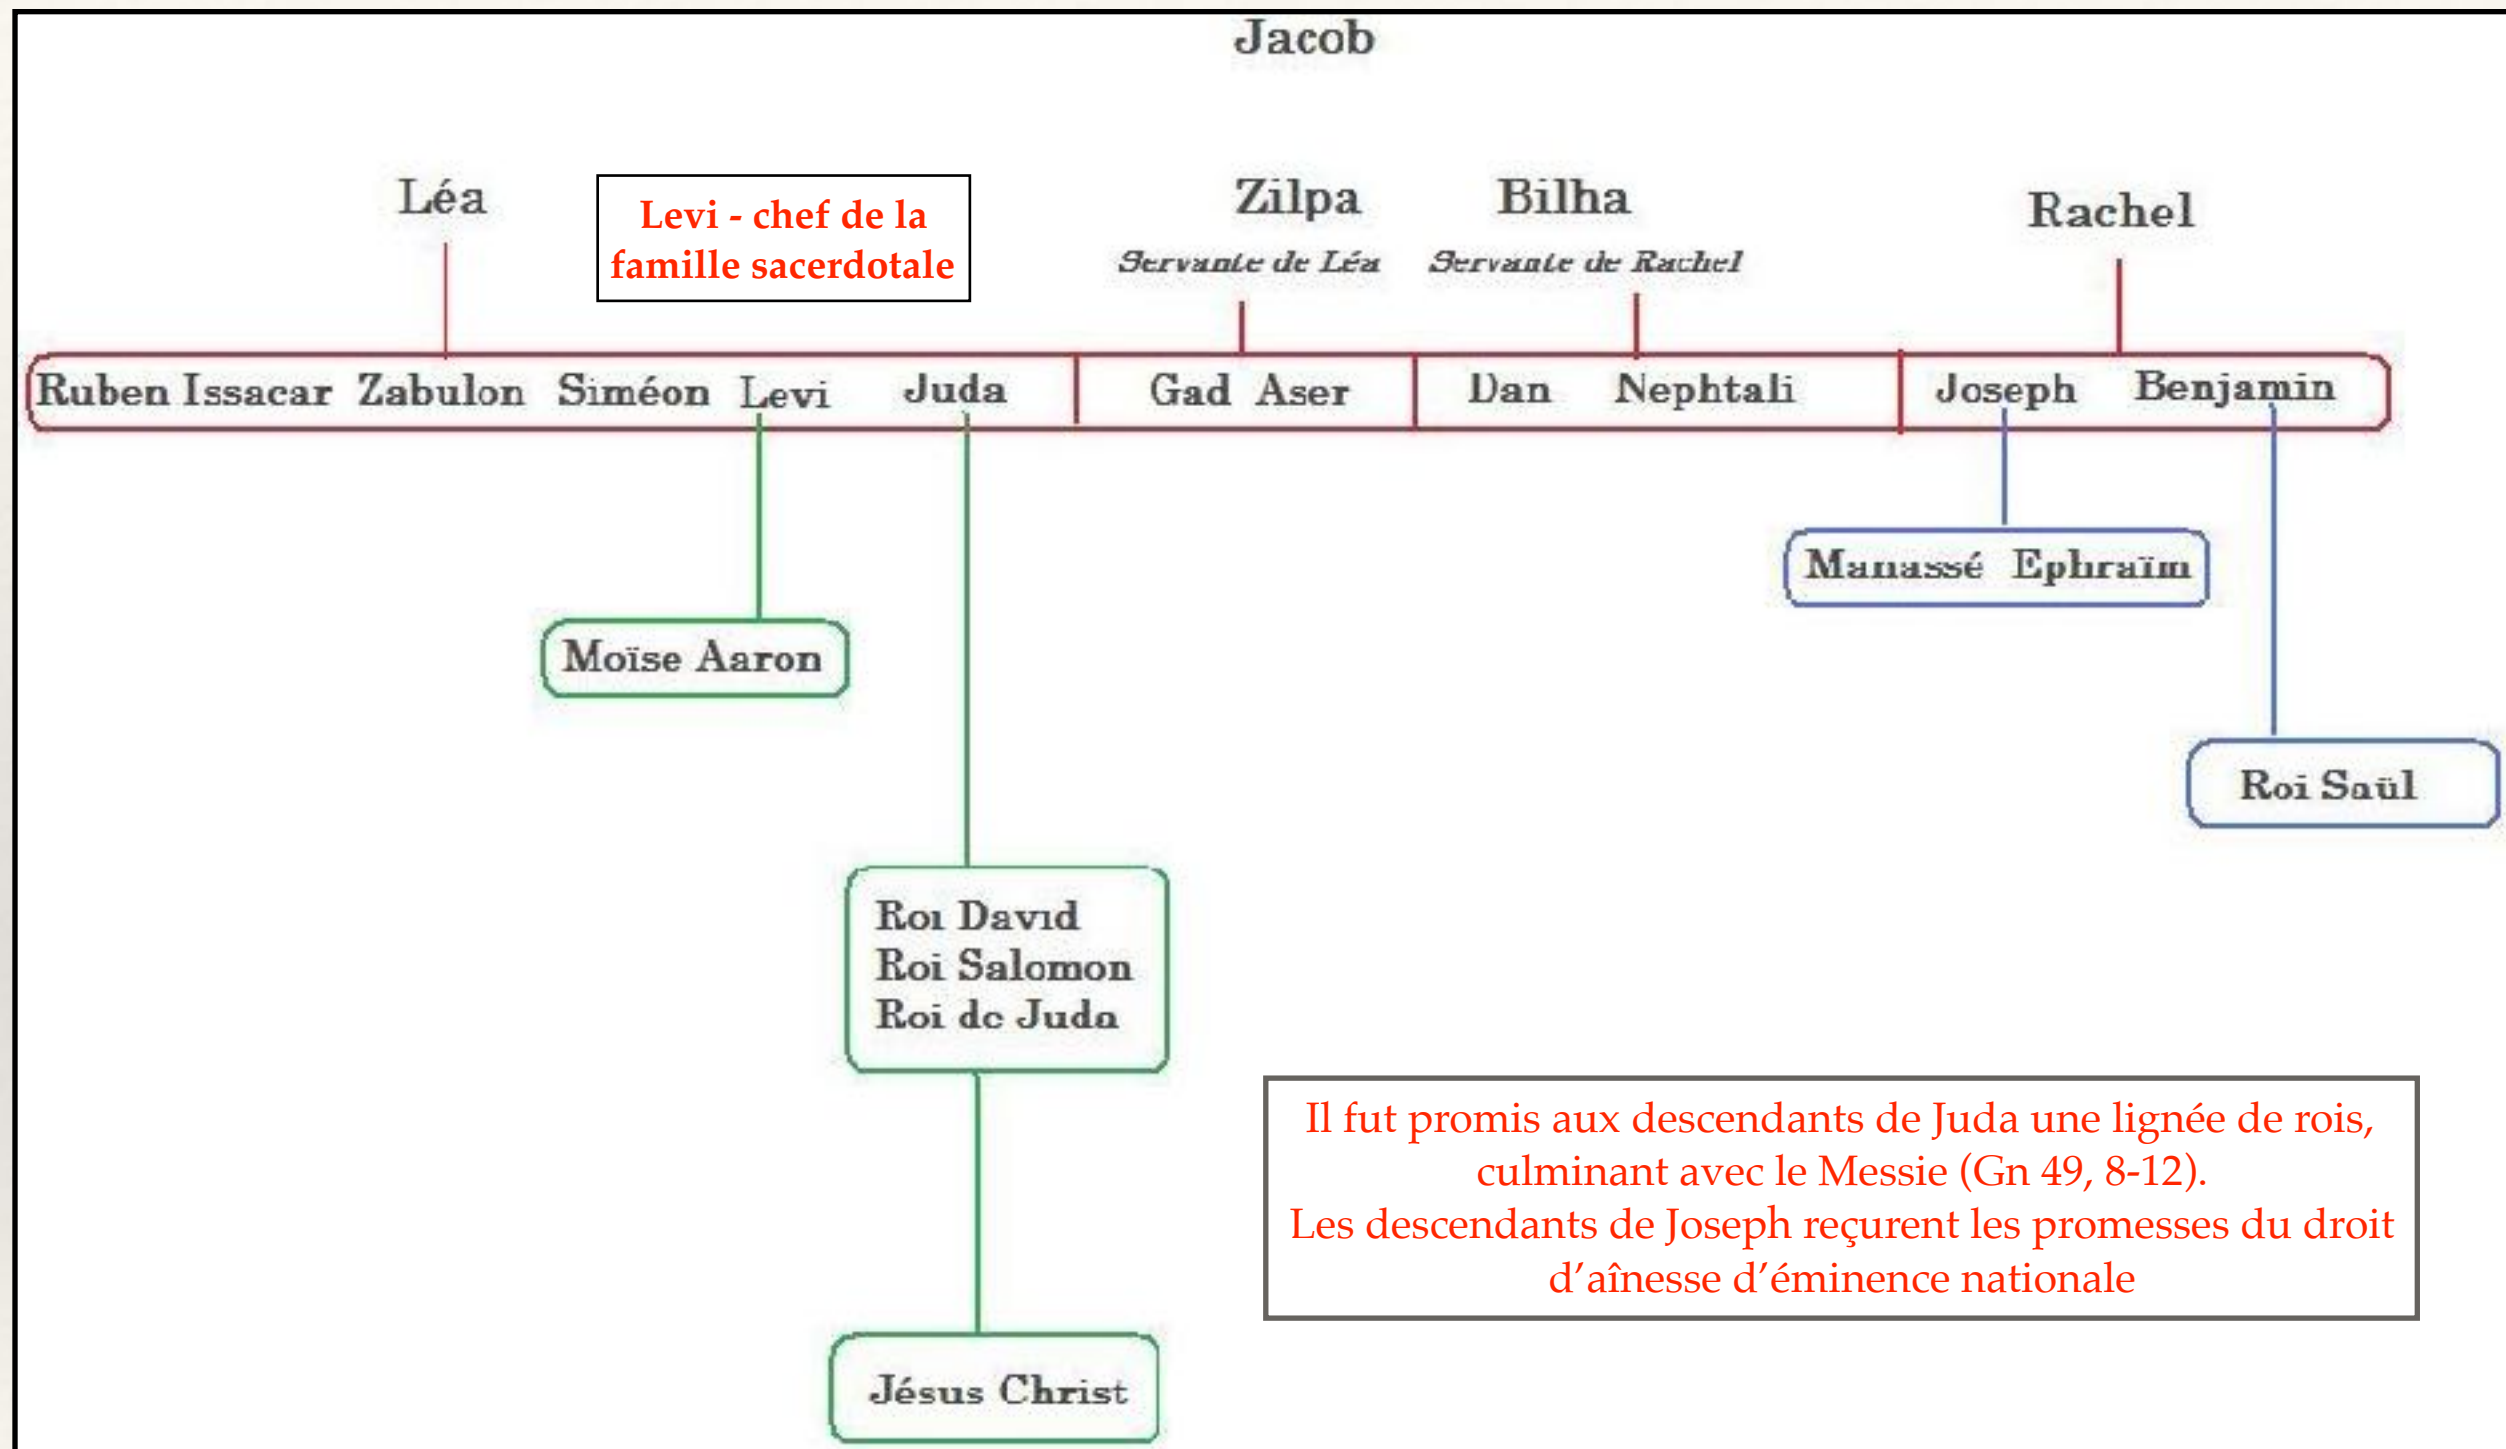 Jacob
Léa
Levi - chef de la
famille sacerdotale
Zilpa
Servante de Léa
Bilha
Servante de Rachel
Rachel
Ruben Issacar Zabulon Siméon Levi Juda Gad Aser Dan Nephtali Joseph Benjamin
Manassé Ephraïm
Moïse Aaron
Roi Saül
Roi David
Roi Salomon
Roi de Juda
Il fut promis aux descendants de Juda une lignée de rois,
culminant avec le Messie (Gn 49, 8-12).
Les descendants de Joseph reçurent les promesses du droit
d’aînesse d’éminence nationale
Jésus Christ